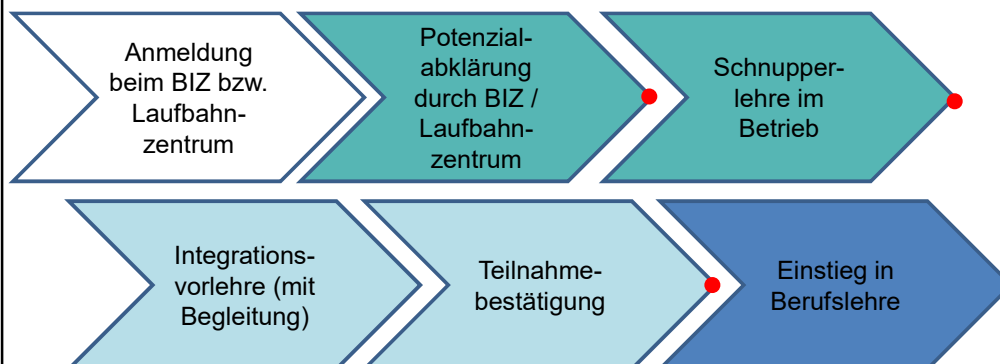 Anmeldung
beim BIZ bzw.
Laufbahn-
zentrum
Potenzial-
abklärung
durch BIZ /
Laufbahn-
zentrum
Schnupper-
lehre im
Betrieb
Integrations-
vorlehre (mit
Begleitung)
Teilnahme-
bestätigung
Einstieg in
Berufslehre